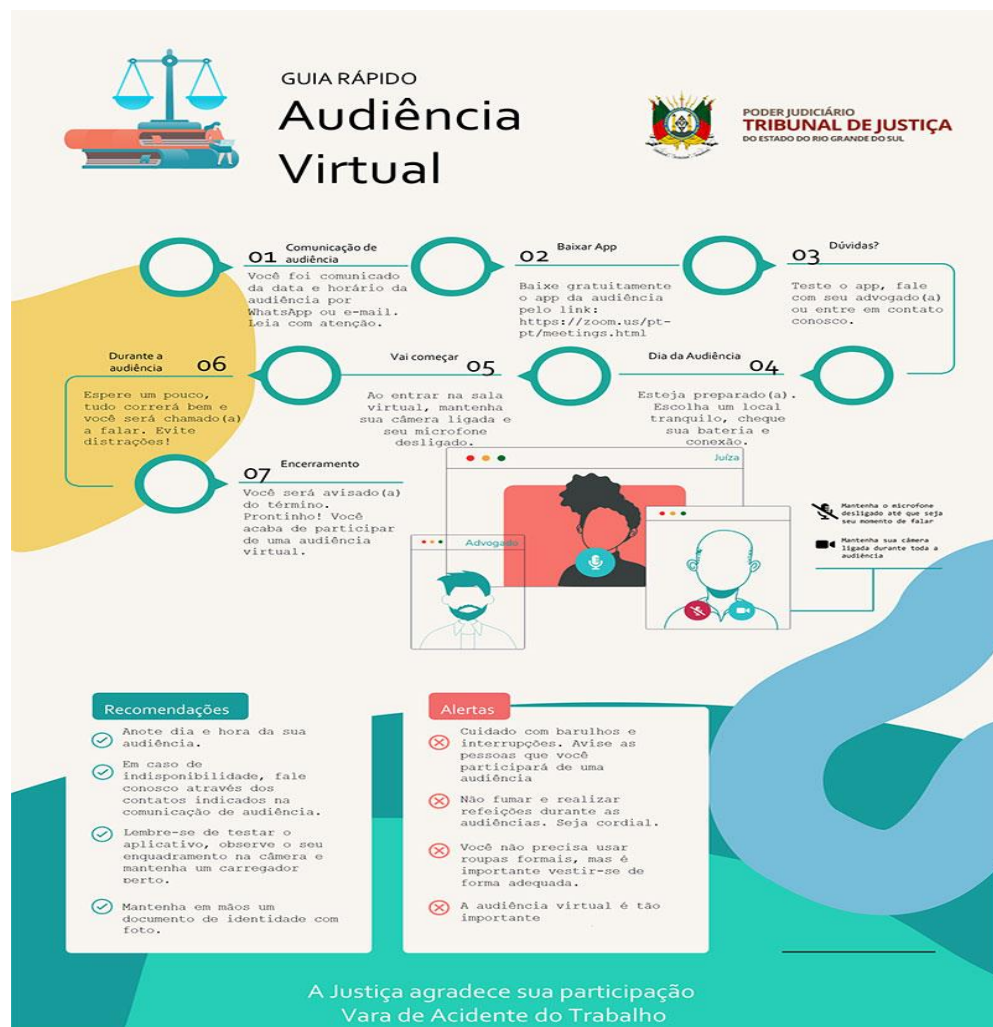 GUIA RÁPIDO
Audiência
Virtual
PODER JUDICIÁRIO
TRIBUNAL DE JUSTIÇA
DO ESTADO DO RIO GRANDE DO SUL
01
Comunicação de
audiência
Você foi comunicado
da data e horário da
audiência por
WhatsApp ou e-mail.
Leia com atenção.
02
Baixar App
Baixe gratuitamente
o app da audiência
pelo link:
https://zoom.us/pt-
pt/meetings.html
03
Dúvidas?
Teste o app, fale
com seu advogado(a)
ou entre em contato
conosco.
04
Dia da Audiência
Esteja preparado(a).
Escolha um local
tranquilo, cheque
sua bateria e
conexão.
05
Vai começar
Ao entrar na sala
virtual, mantenha
sua câmera ligada e
seu microfone
desligado.
06
Durante a
audiência
Espere um pouco,
tudo correrá bem e
você será chamado(a)
a falar. Evite
distrações!
07
Encerramento
Você será avisado(a)
do término.
Prontinho! Você
acaba de participar
de uma audiência
virtual.
Juíza
Advogado
Mantenha o microfone
desligado até que seja
seu momento de falar
Mantenha sua câmera
ligada durante toda a
audiência
Recomendações
Anote dia e hora da sua
audiência.
Em caso de
indisponibilidade, fale
conosco através dos
contatos indicados na
comunicação de audiência.
Lembre-se de testar o
aplicativo, observe o seu
enquadramento na câmera e
mantenha um carregador
perto.
Mantenha em mãos um
documento de identidade com
foto.
Alertas
Cuidado com barulhos e
interrupções. Avise as
pessoas que você
participará de uma
audiência
Não fumar e realizar
refeições durante as
audiências. Seja cordial.
Você não precisa usar
roupas formais, mas é
importante vestir-se de
forma adequada.
A audiência virtual é tão
importante
A Justiça agradece sua participação
Vara de Acidente do Trabalho